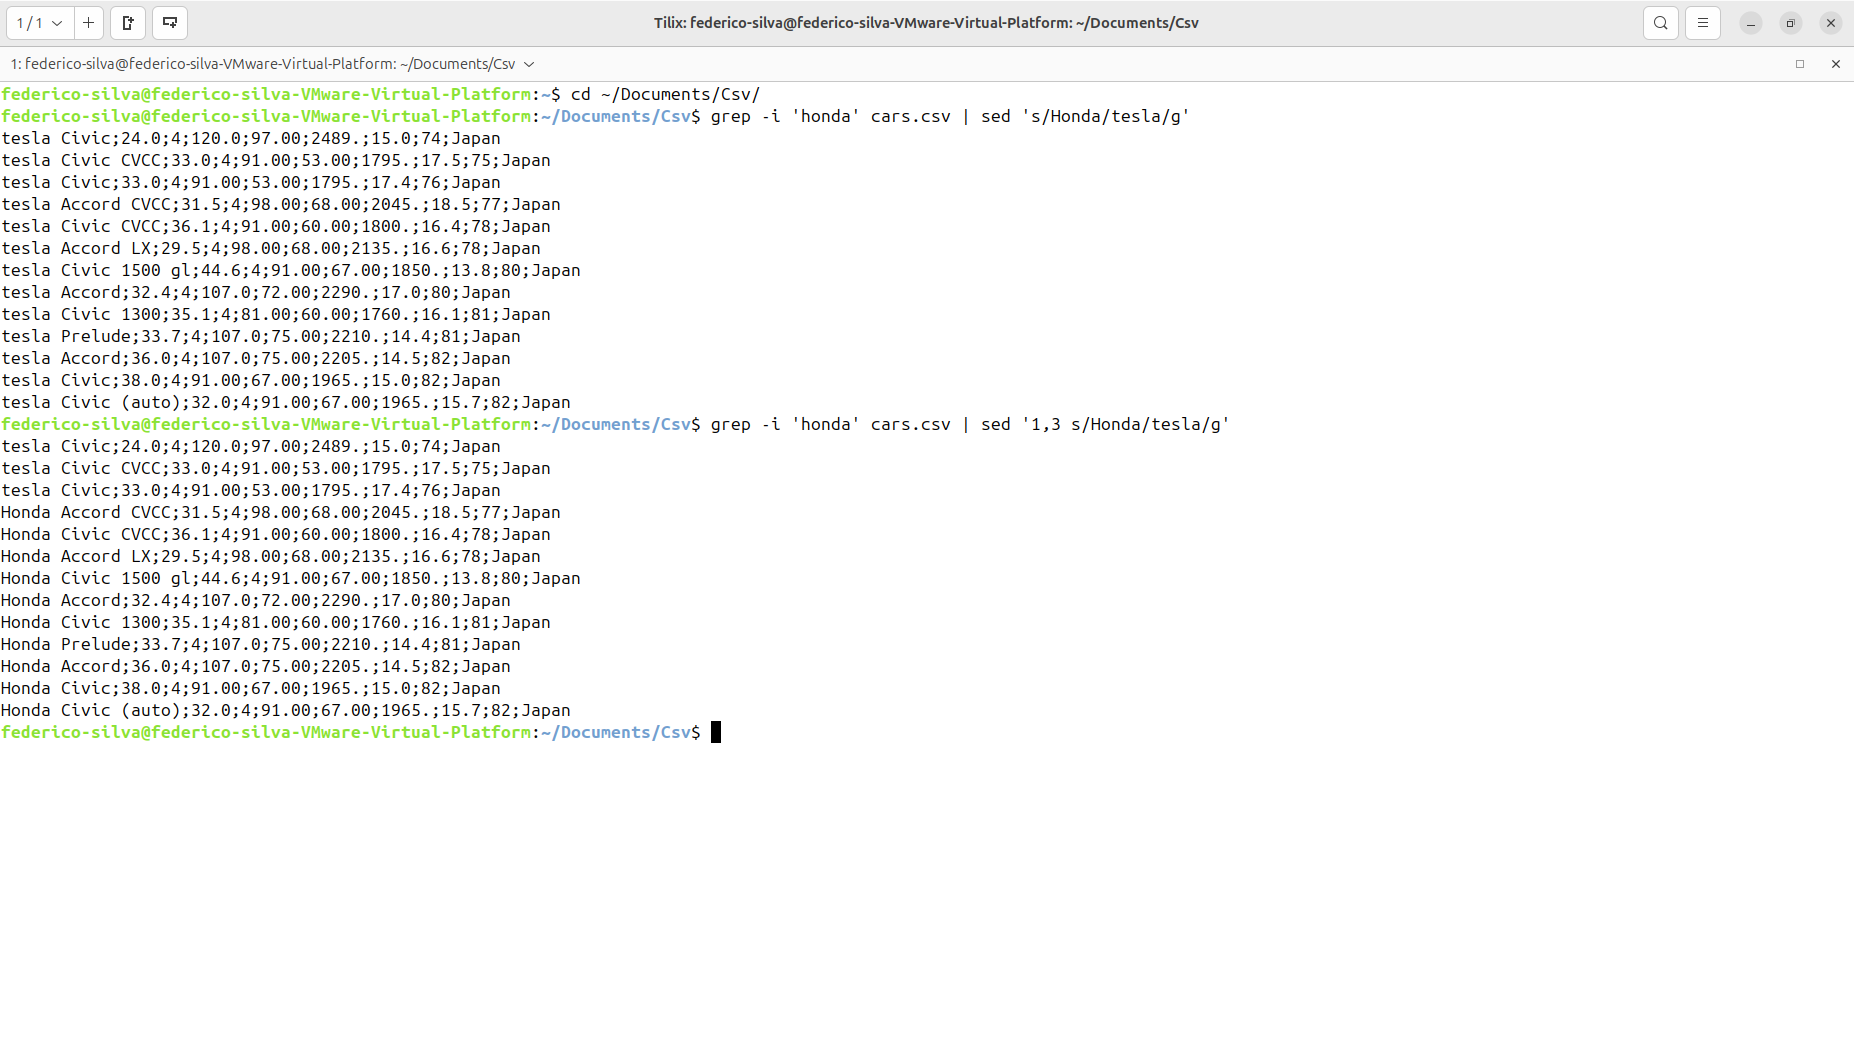 1 / 1
Tilix: federico-silva@federico-silva-VMware-Virtual-Platform: ~/Documents/Csv
1: federico-silva@federico-silva-VMware-Virtual-Platform: ~/Documents/Csv
federico-silva@federico-silva-VMware-Virtual-Platform:~$ cd ~/Documents/Csv/
federico-silva@federico-silva-VMware-Virtual-Platform:~/Documents/Csv$ grep -i 'honda' cars.csv | sed 's/Honda/tesla/g'
tesla Civic;24.0;4;120.0;97.00;2489.;15.0;74;Japan
tesla Civic CVCC;33.0;4;91.00;53.00;1795.;17.5;75;Japan
tesla Civic;33.0;4;91.00;53.00;1795.;17.4;76;Japan
tesla Accord CVCC;31.5;4;98.00;68.00;2045.;18.5;77;Japan
tesla Civic CVCC;36.1;4;91.00;60.00;1800.;16.4;78;Japan
tesla Accord LX;29.5;4;98.00;68.00;2135.;16.6;78;Japan
tesla Civic 1500 gl;44.6;4;91.00;67.00;1850.;13.8;80;Japan
tesla Accord;32.4;4;107.0;72.00;2290.;17.0;80;Japan
tesla Civic 1300;35.1;4;81.00;60.00;1760.;16.1;81;Japan
tesla Prelude;33.7;4;107.0;75.00;2210.;14.4;81;Japan
tesla Accord;36.0;4;107.0;75.00;2205.;14.5;82;Japan
tesla Civic;38.0;4;91.00;67.00;1965.;15.0;82;Japan
tesla Civic (auto);32.0;4;91.00;67.00;1965.;15.7;82;Japan
federico-silva@federico-silva-VMware-Virtual-Platform:~/Documents/Csv$ grep -i 'honda' cars.csv | sed '1,3 s/Honda/tesla/g'
tesla Civic;24.0;4;120.0;97.00;2489.;15.0;74;Japan
tesla Civic CVCC;33.0;4;91.00;53.00;1795.;17.5;75;Japan
tesla Civic;33.0;4;91.00;53.00;1795.;17.4;76;Japan
Honda Accord CVCC;31.5;4;98.00;68.00;2045.;18.5;77;Japan
Honda Civic CVCC;36.1;4;91.00;60.00;1800.;16.4;78;Japan
Honda Accord LX;29.5;4;98.00;68.00;2135.;16.6;78;Japan
Honda Civic 1500 gl;44.6;4;91.00;67.00;1850.;13.8;80;Japan
Honda Accord;32.4;4;107.0;72.00;2290.;17.0;80;Japan
Honda Civic 1300;35.1;4;81.00;60.00;1760.;16.1;81;Japan
Honda Prelude;33.7;4;107.0;75.00;2210.;14.4;81;Japan
Honda Accord;36.0;4;107.0;75.00;2205.;14.5;82;Japan
Honda Civic;38.0;4;91.00;67.00;1965.;15.0;82;Japan
Honda Civic (auto);32.0;4;91.00;67.00;1965.;15.7;82;Japan
federico-silva@federico-silva-VMware-Virtual-Platform:~/Documents/Csv$